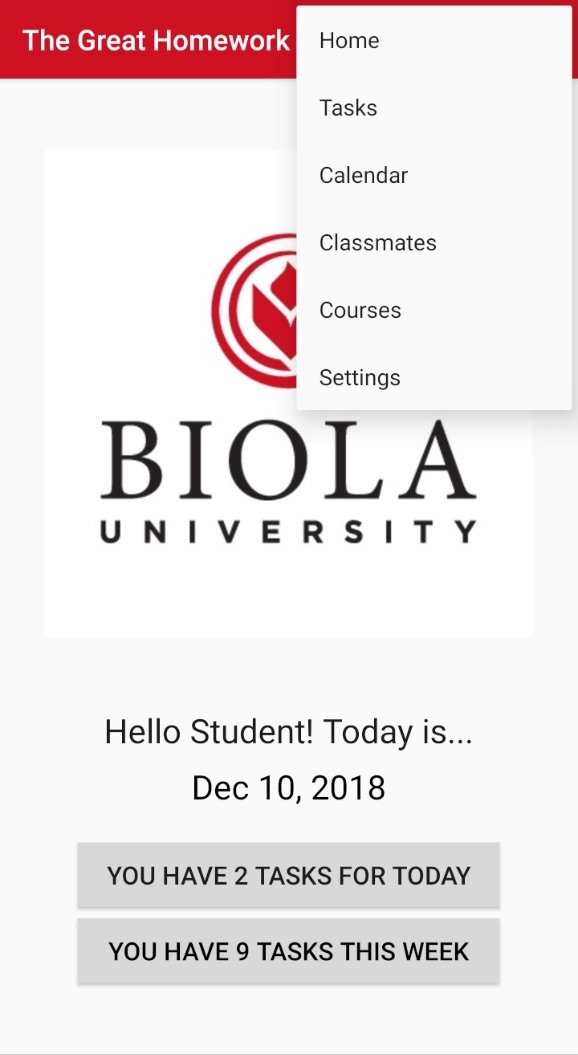 The Great Homework
Home
Tasks
Calendar
Classmates
Courses
Settings
BIOLA
UNIVERSITY
Hello Student! Today is...
Dec 10, 2018
YOU HAVE 2 TASKS FOR TODAY
YOU HAVE 9 TASKS THIS WEEK